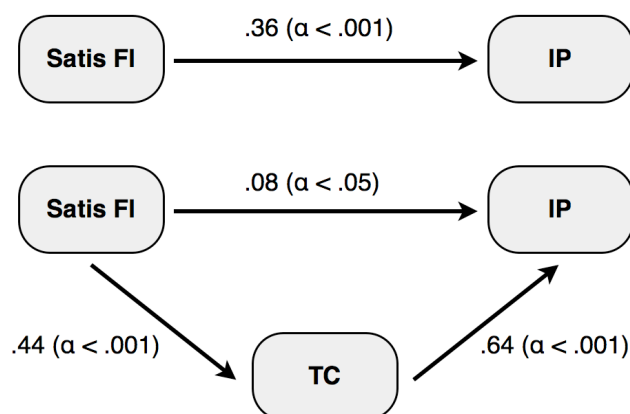 .36 (α < .001)
Satis FI
IP
.08 (α < .05)
Satis FI
IP
.44 (α < .001)
.64 (α < .001)
TC